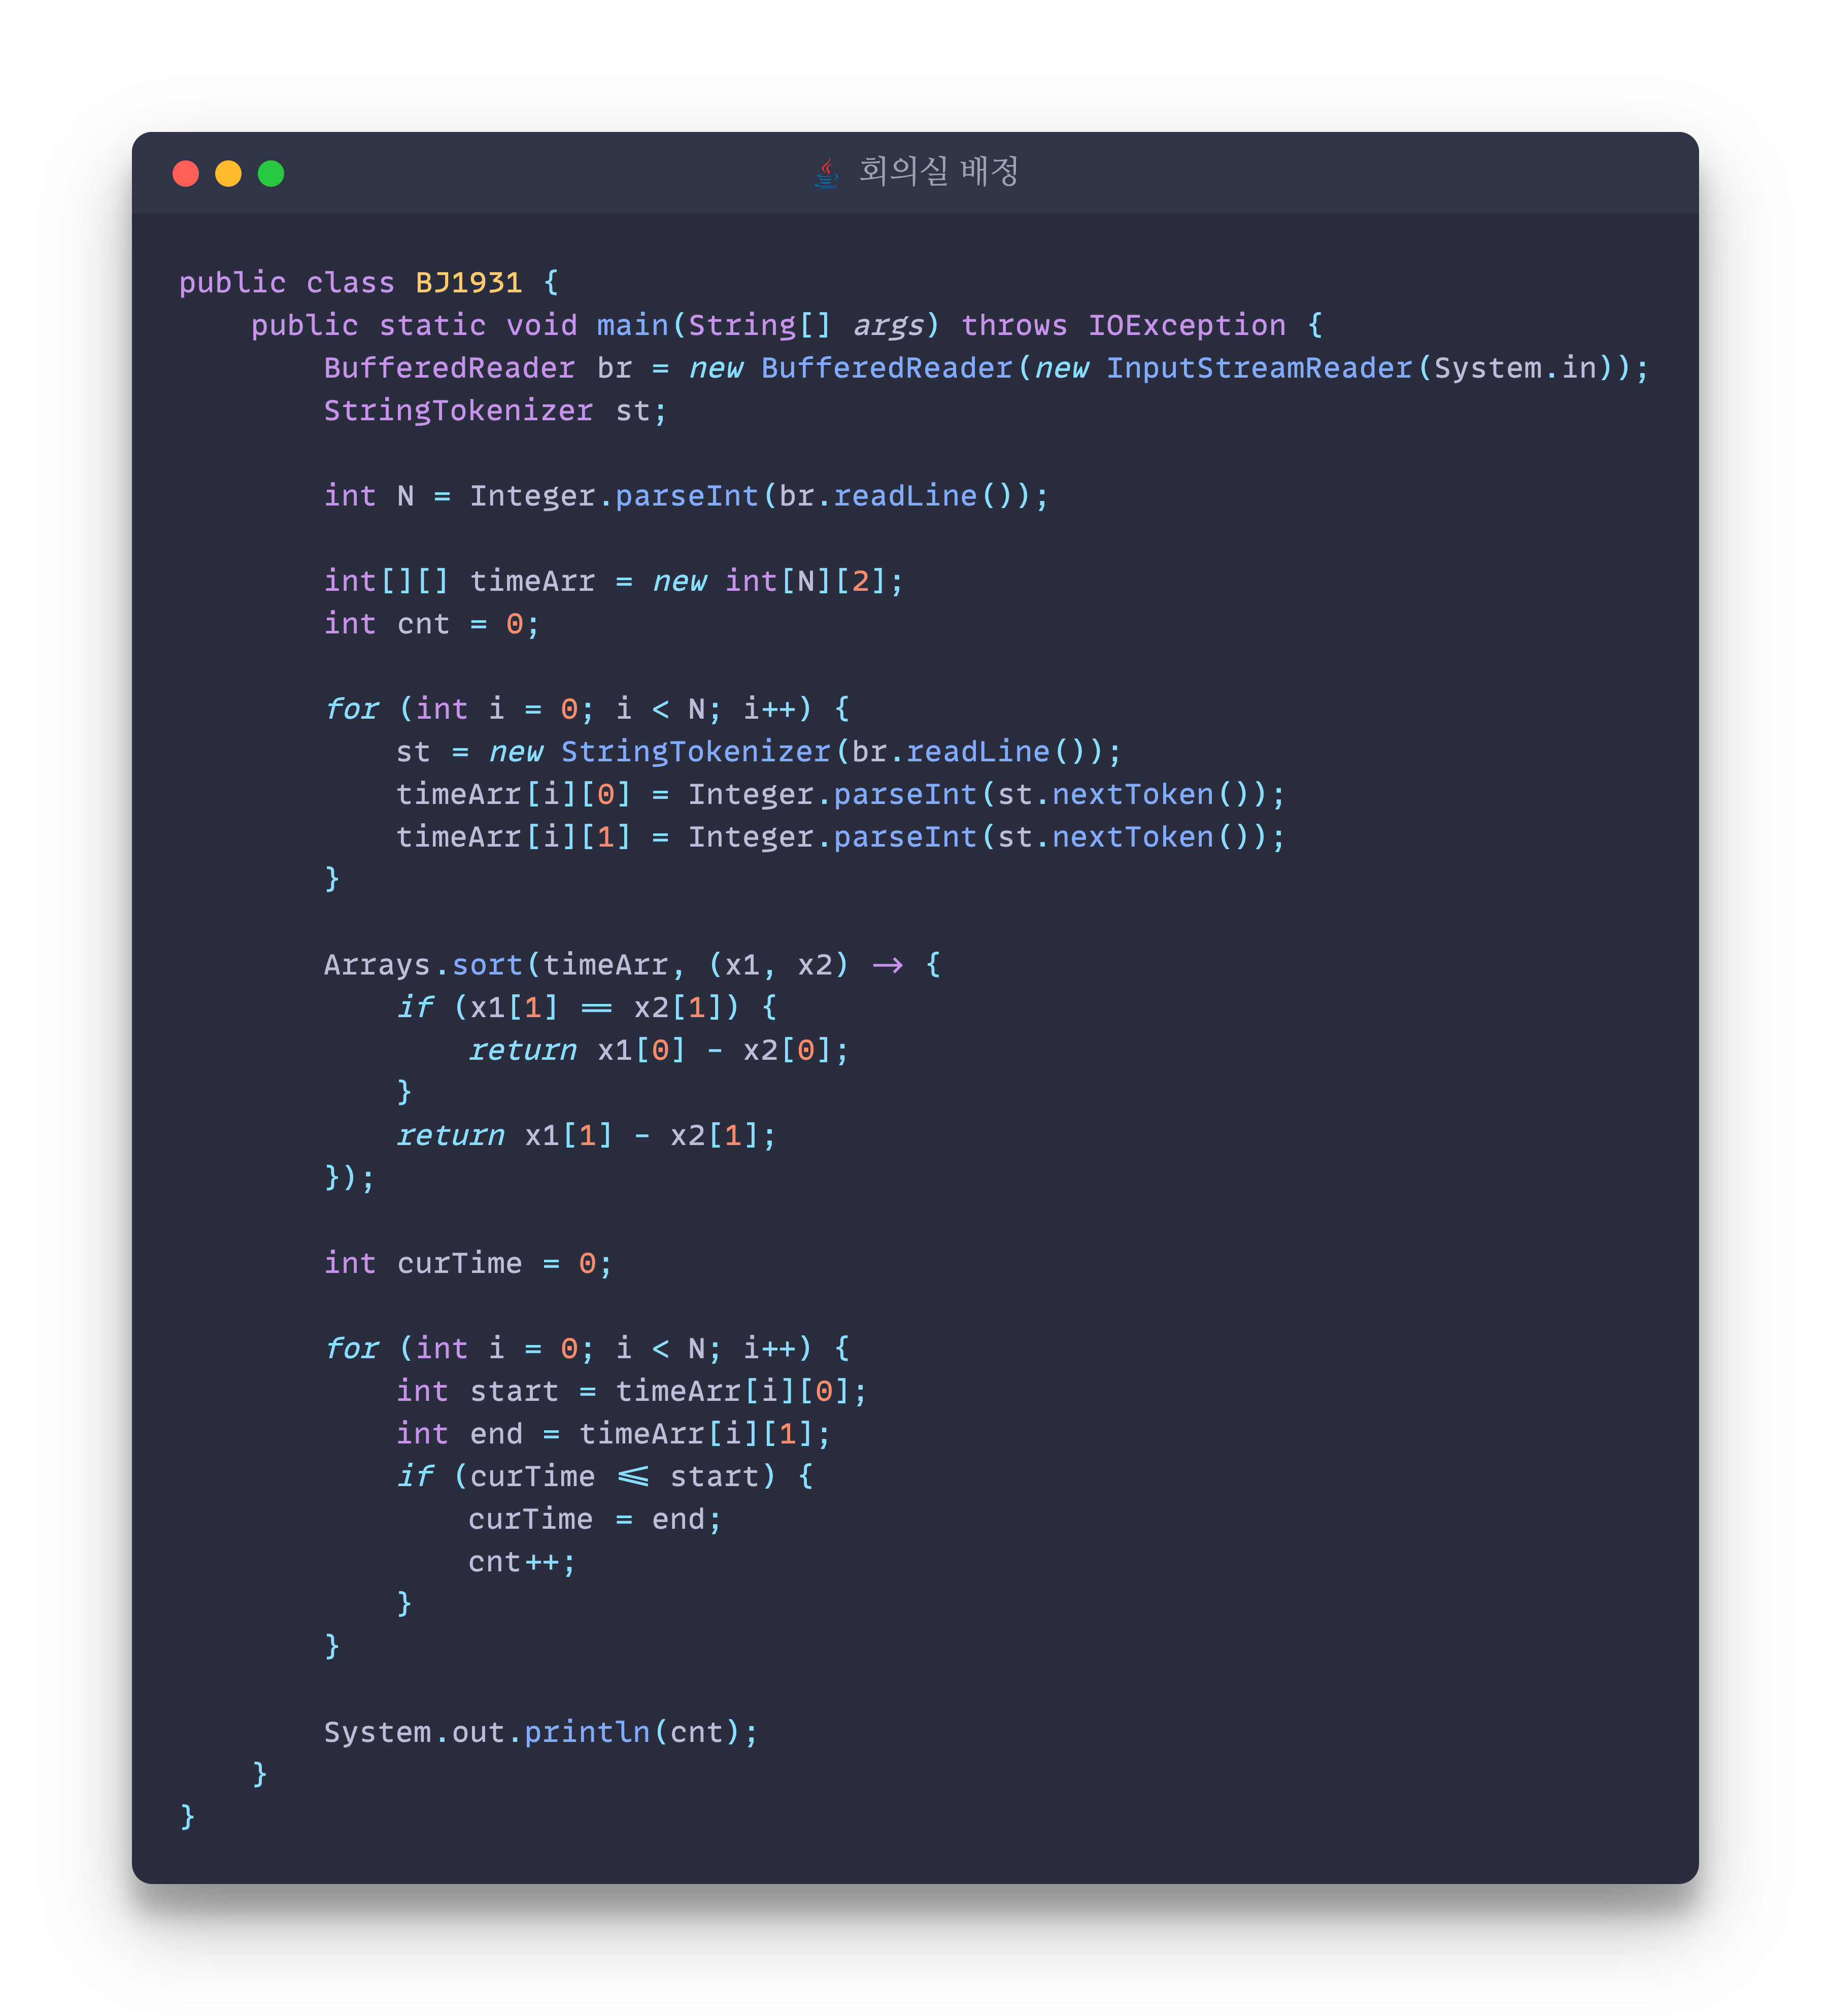 회의실 배정
public class BJ1931 {
    public static void main(String[] args) throws IOException {
        BufferedReader br = new BufferedReader(new InputStreamReader(System.in));
        StringTokenizer st;

        int N = Integer.parseInt(br.readLine());

        int[][] timeArr = new int[N][2];
        int cnt = 0;

        for (int i = 0; i < N; i++) {
            st = new StringTokenizer(br.readLine());
            timeArr[i][0] = Integer.parseInt(st.nextToken());
            timeArr[i][1] = Integer.parseInt(st.nextToken());
        }

        Arrays.sort(timeArr, (x1, x2) -> {
            if (x1[1] == x2[1]) {
                return x1[0] - x2[0];
            }
            return x1[1] - x2[1];
        });

        int curTime = 0;

        for (int i = 0; i < N; i++) {
            int start = timeArr[i][0];
            int end = timeArr[i][1];
            if (curTime <= start) {
                curTime = end;
                cnt++;
            }
        }

        System.out.println(cnt);
    }
}